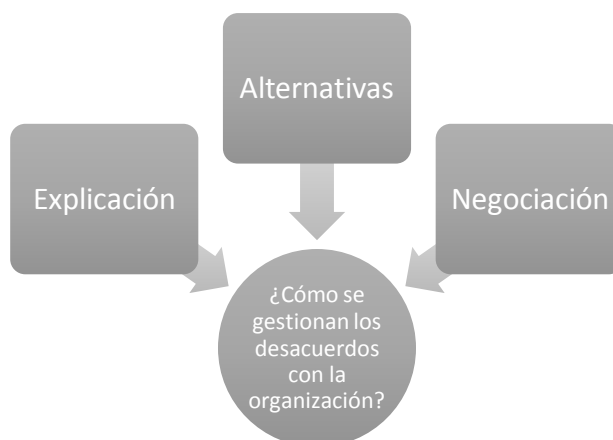 Alternativas
Explicación
Negociación
¿Cómo se
gestionan los
desacuerdos
con la
organización?